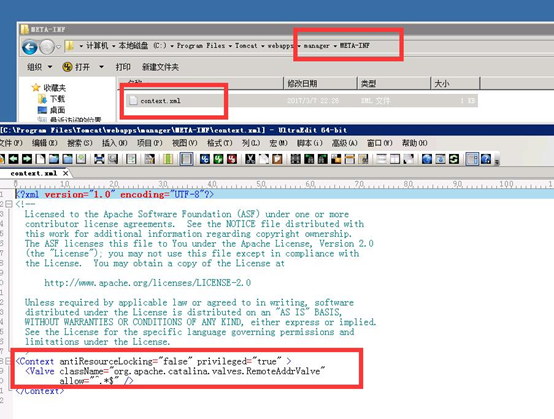 META-INF
计算机 本地磁盘 (C:) Program Files Tomcat webapps manager META-INF
组织 打开 打印 新建文件夹
收藏夹
下载
桌面
最近访问的位置
名称 修改日期 类型 大小
context.xml 2017/3/7 22:26 XML 文件 1 KB
[C:\Program Files\Tomcat\webapps\manager\META-INF\context.xml] - UltraEdit 64-bit
文件(F) 编辑(E) 搜索(S) 插入(N) 项目(P) 视图(V) 格式(T) 列(L) 宏(M) 脚本(i) 高级(A) 窗口(W) 帮助(H)
context.xml
0 10 20 30 40 50 60 70 80 90 100
<?xml version="1.0" encoding="UTF-8"?>
<!--
Licensed to the Apache Software Foundation (ASF) under one or more
contributor license agreements. See the NOTICE file distributed with
this work for additional information regarding copyright ownership.
The ASF licenses this file to You under the Apache License, Version 2.0
(the "License"); you may not use this file except in compliance with
the License. You may obtain a copy of the License at
http://www.apache.org/licenses/LICENSE-2.0
Unless required by applicable law or agreed to in writing, software
distributed under the License is distributed on an "AS IS" BASIS,
WITHOUT WARRANTIES OR CONDITIONS OF ANY KIND, either express or implied.
See the License for the specific language governing permissions and
limitations under the License.
<Context antiResourceLocking="false" privileged="true" >
<Valve className="org.apache.catalina.valves.RemoteAddrValve"
allow="^.*$" />
</Context>